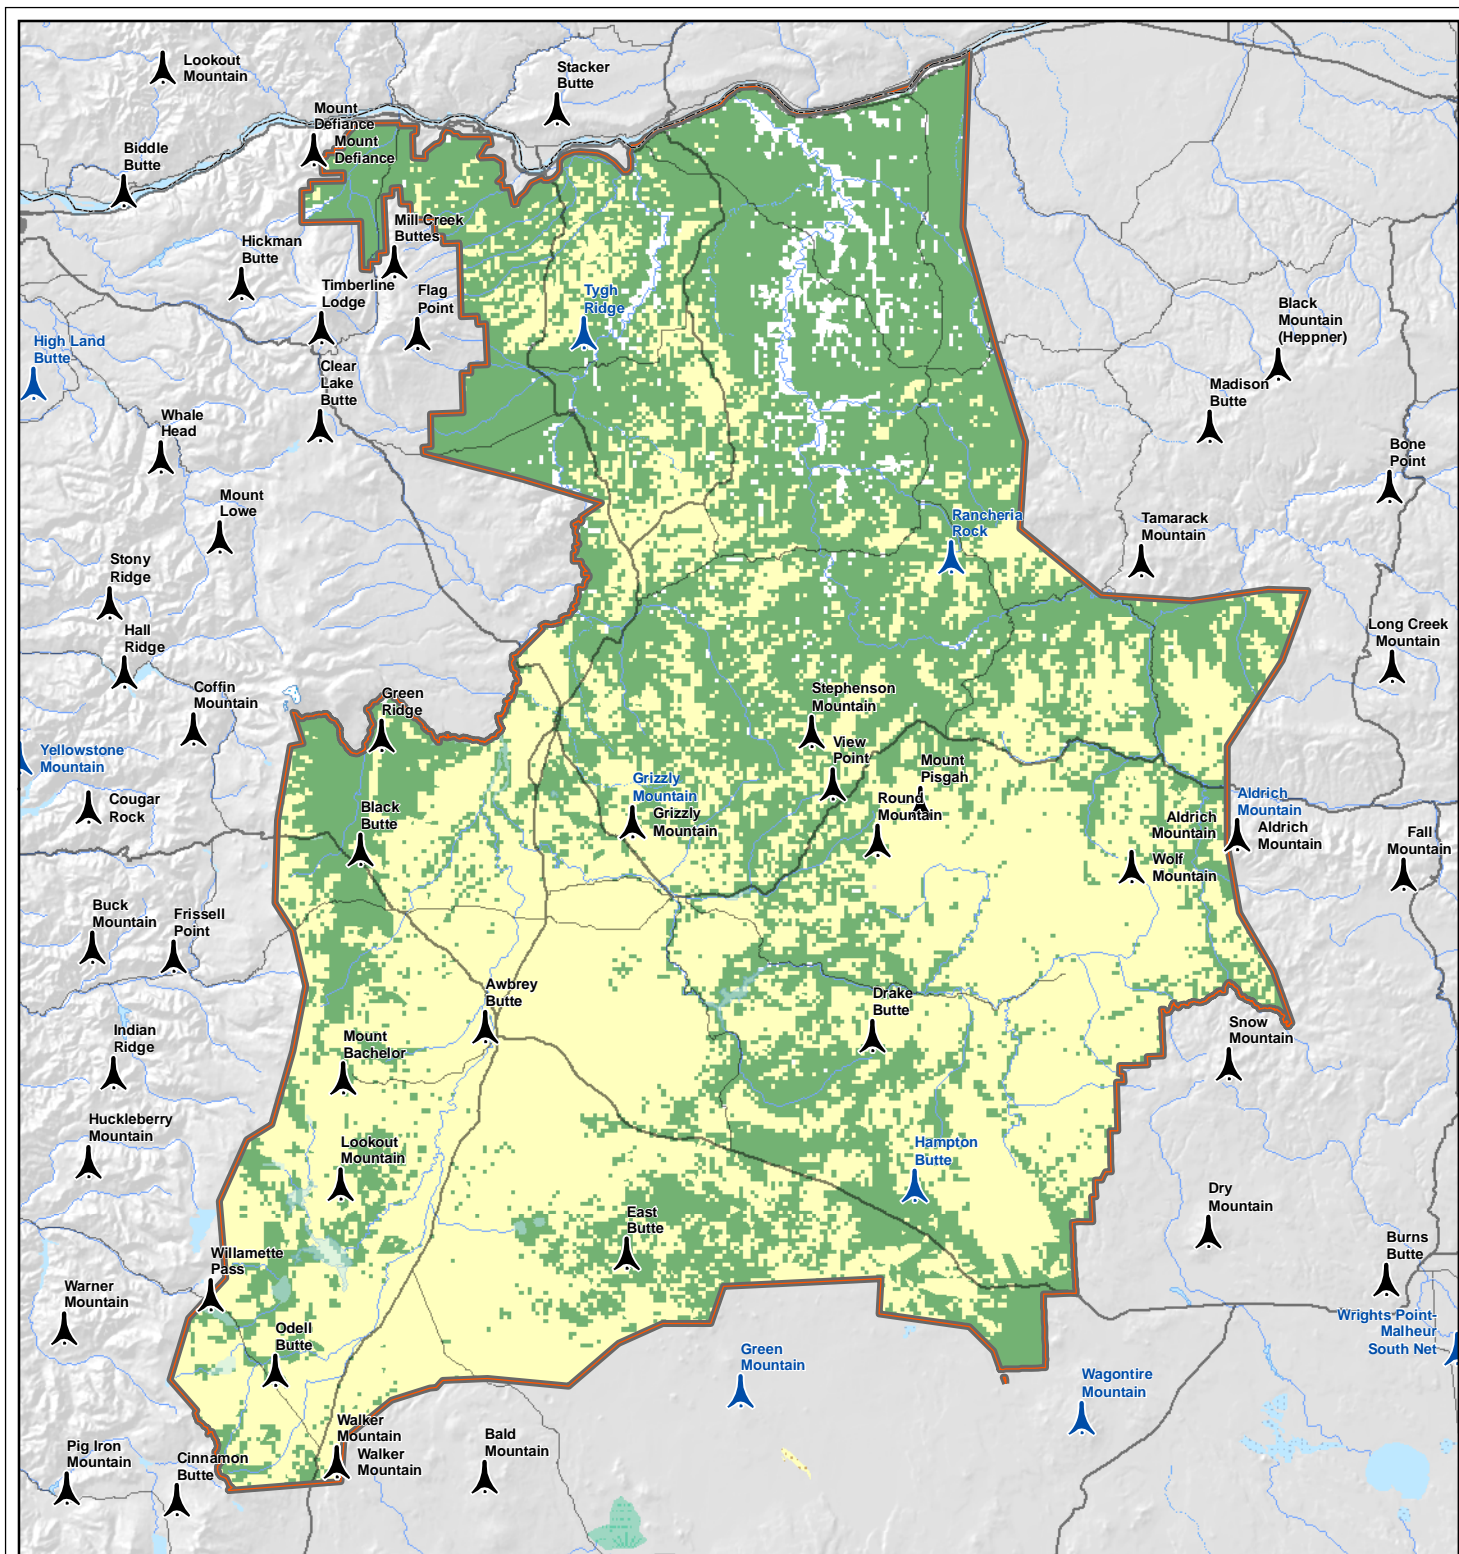 Lookout
Mountain
Stacker
Butte
Mount
Defiance
Mount
Defiance
Biddle
Butte
Mill Creek
Buttes
Hickman
Butte
Timberline
Lodge
Flag
Point
Tygh
Ridge
Black
Mountain
(Heppner)
High Land
Butte
Clear
Lake
Butte
Madison
Butte
Whale
Head
Bone
Point
Mount
Lowe
Rancheria
Rock
Tamarack
Mountain
Stony
Ridge
Hall
Ridge
Long Creek
Mountain
Coffin
Mountain
Green
Ridge
Stephenson
Mountain
View
Point
Yellowstone
Mountain
Mount
Pisgah
Grizzly
Mountain
Grizzly
Mountain
Cougar
Rock
Black
Butte
Round
Mountain
Aldrich
Mountain
Aldrich
Mountain
Aldrich
Mountain
Fall
Mountain
Wolf
Mountain
Buck
Mountain
Frissell
Point
Awbrey
Butte
Drake
Butte
Indian
Ridge
Mount
Bachelor
Snow
Mountain
Huckleberry
Mountain
Lookout
Mountain
Hampton
Butte
Dry
Mountain
East
Butte
Willamette
Pass
Burns
Butte
Warner
Mountain
Wrights Point-
Malheur
South Net
Odell
Butte
Green
Mountain
Wagontire
Mountain
Walker
Mountain
Walker
Mountain
Bald
Mountain
Pig Iron
Mountain
Cinnamon
Butte